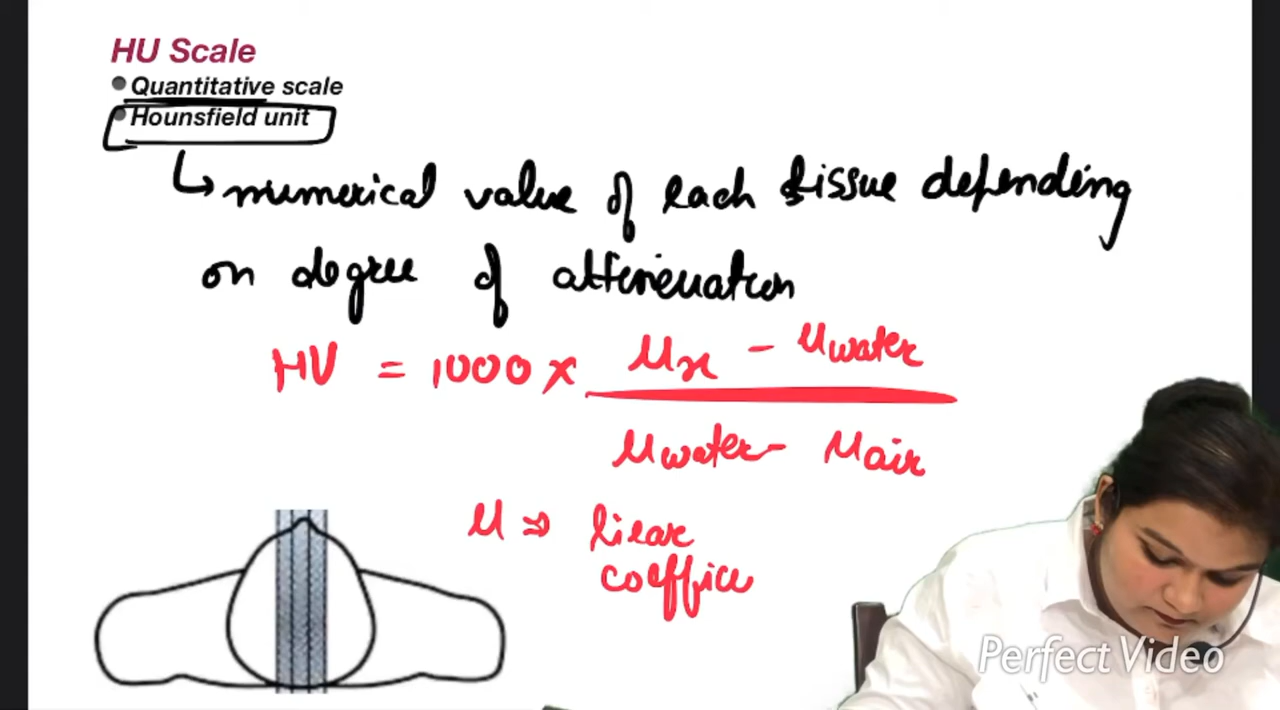 HU Scale
Quantitative scale
Hounsfield unit
↳ numerical value of each tissue depending
on degree of attenuation
HU = 1000 × μx - μwater
μwater - μair
μ ⇒ linear
coeffice
Perfect Video